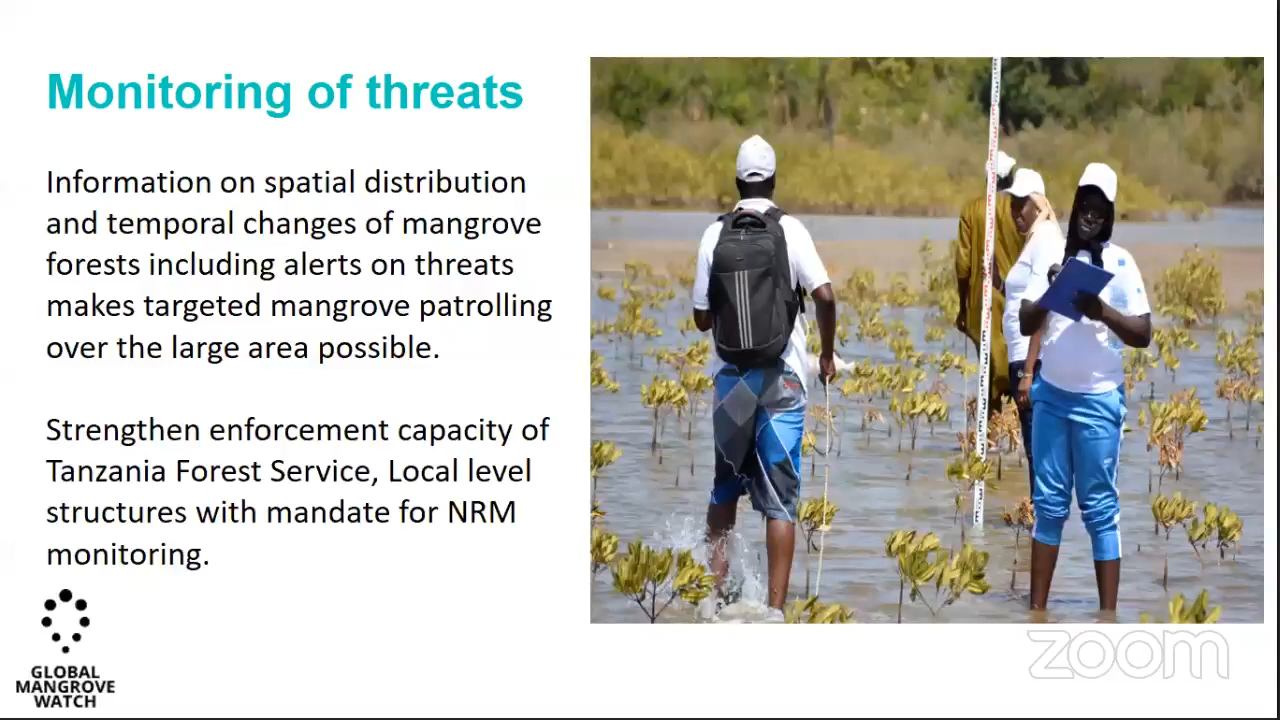 Monitoring of threats
Information on spatial distribution
and temporal changes of mangrove
forests including alerts on threats
makes targeted mangrove patrolling
over the large area possible.
Strengthen enforcement capacity of
Tanzania Forest Service, Local level
structures with mandate for NRM
monitoring.
GLOBAL
MANGROVE
WATCH
zoom